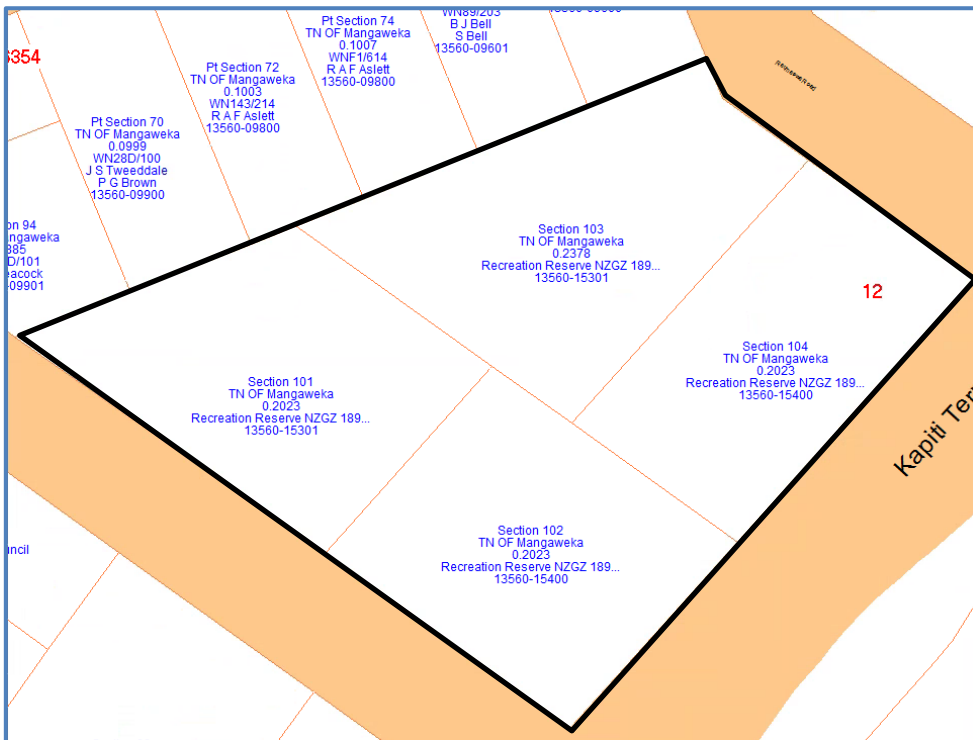 Pt Section 74
TN OF Mangaweka
0.1007
WNF1/614
R A F Aslett
13560-09800
WN89/203
B J Bell
S Bell
13560-09601
Pt Section 72
TN OF Mangaweka
0.1003
WN143/214
R A F Aslett
13560-09800
Pt Section 70
TN OF Mangaweka
0.0999
WN28D/100
J S Tweeddale
P G Brown
13560-09900
on 94
ngaweka
885
D/101
eacock
-09901
Section 103
TN OF Mangaweka
0.2378
Recreation Reserve NZGZ 189...
13560-15301
12
Section 104
TN OF Mangaweka
0.2023
Recreation Reserve NZGZ 189...
13560-15400
Section 101
TN OF Mangaweka
0.2023
Recreation Reserve NZGZ 189...
13560-15301
Kapiti Ter
Section 102
TN OF Mangaweka
0.2023
Recreation Reserve NZGZ 189...
13560-15400
uncil